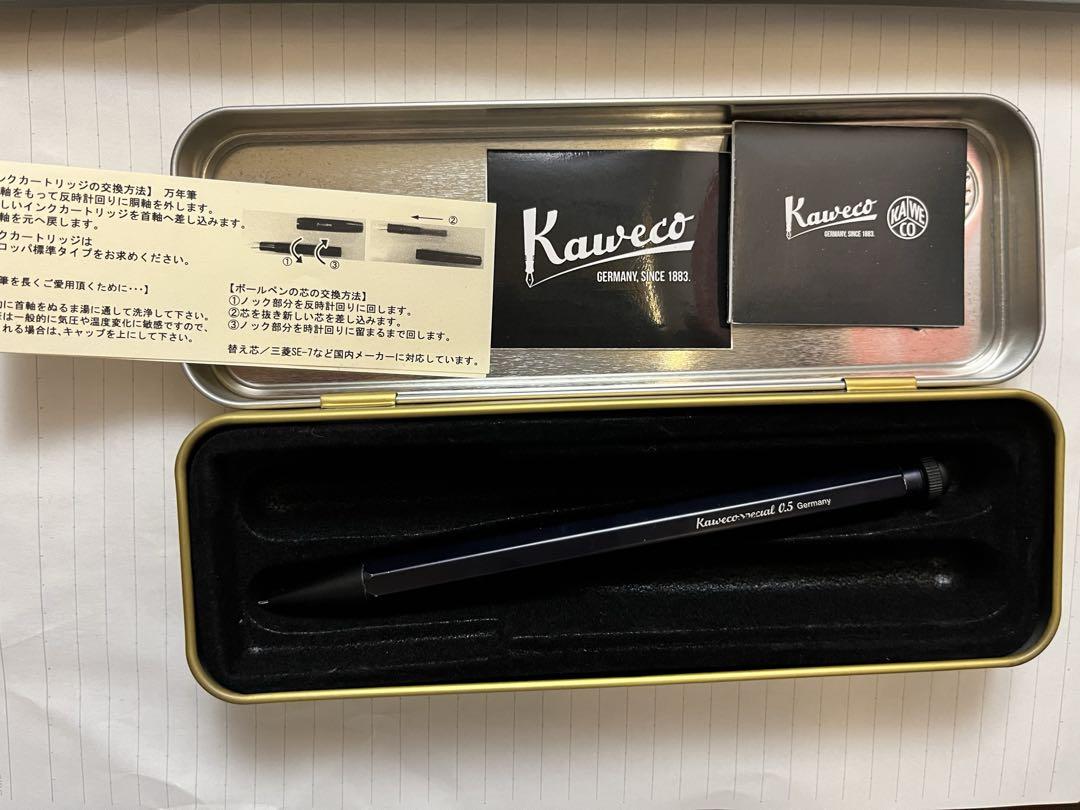 ンクカートリッジの交換方法】 万年筆
軸をもって反時計回りに胴軸を外します。
しいインクカートリッジを首軸へ差し込みます。
軸を元へ戻します。
クカートリッジは
ロッパ標準タイプをお求めください。
筆を長くご愛用頂くために・・・】
に首軸をぬるま湯に通して洗浄して下さい。
は一般的に気圧や温度変化に敏感ですので、
れる場合は、キャップを上にして下さい。
① ③
②
【ボールペンの芯の交換方法】
①ノック部分を反時計回りに回します。
②芯を抜き新しい芯を差し込みます。
③ノック部分を時計回りに留まるまで回します。
替え芯／三菱SE-7など国内メーカーに対応しています。
Kaweco
GERMANY, SINCE 1883.
Kaweco
GERMANY, SINCE 1883.
KA
WE
CO
Kaweco 0.5 Germany